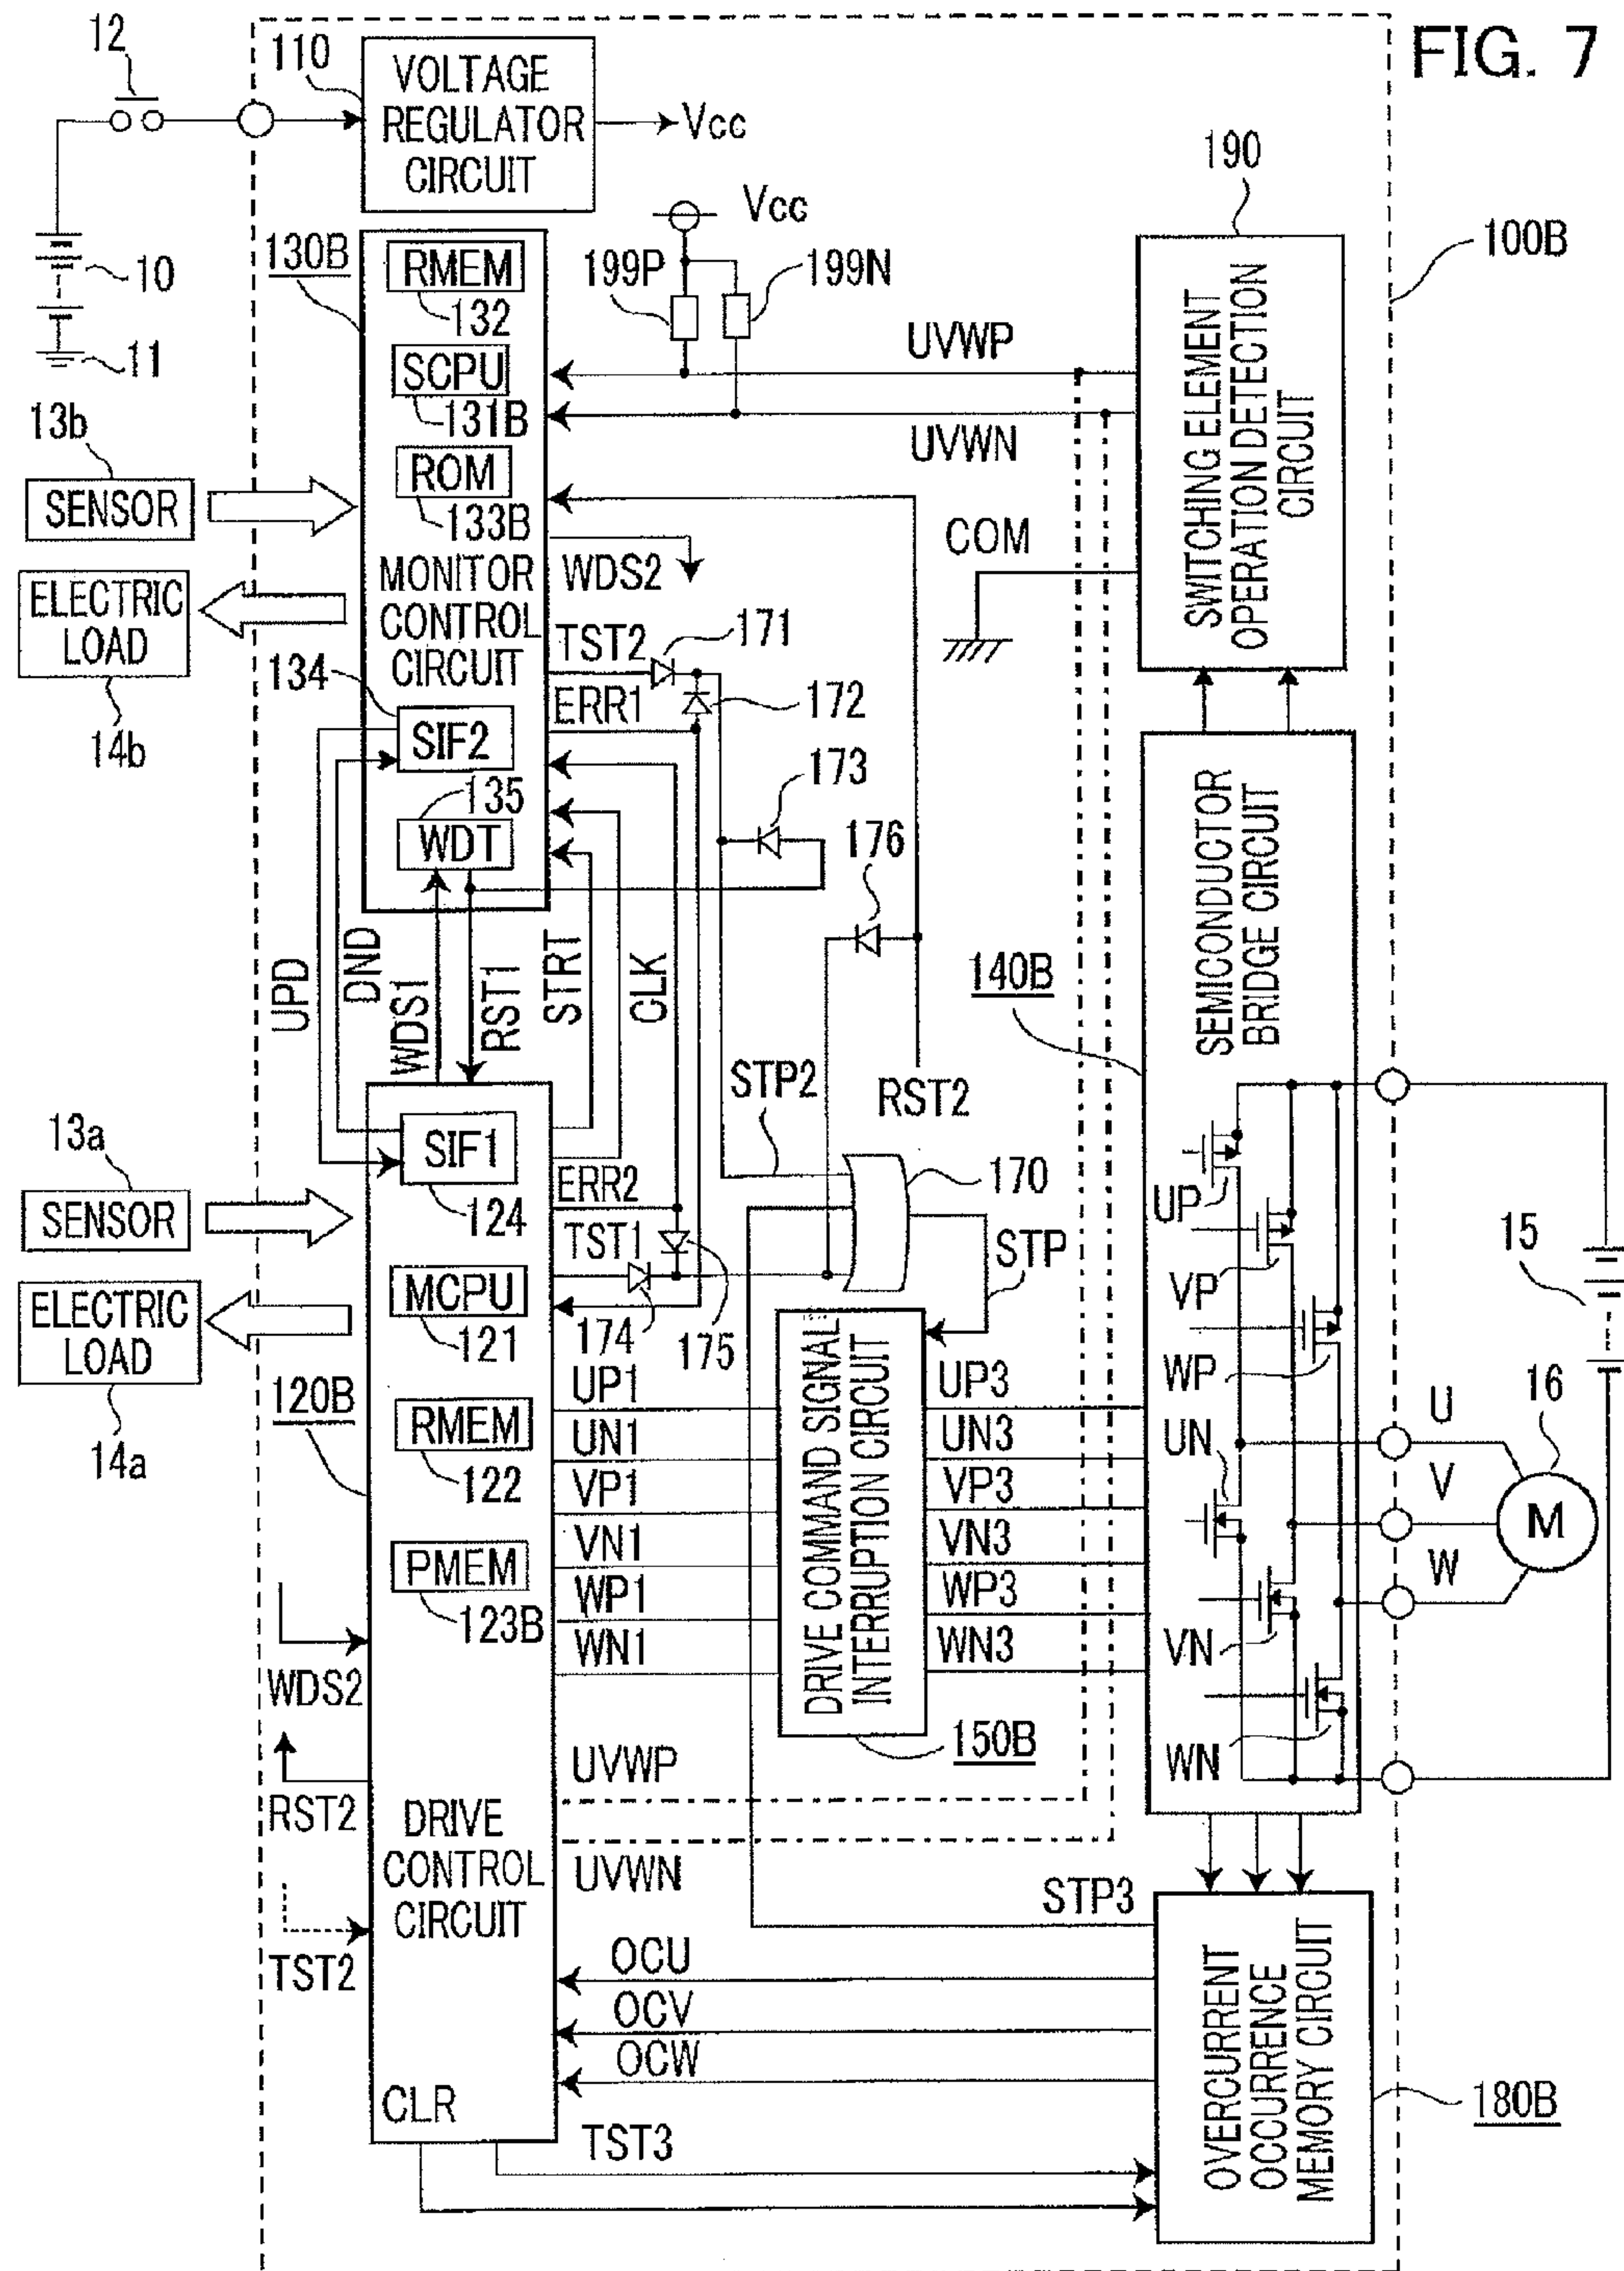 FIG. 7
12
110
VOLTAGE
REGULATOR
CIRCUIT
Vcc
10
11
Vcc
199P
199N
190
100B
SWITCHING ELEMENT
OPERATION DETECTION
CIRCUIT
130B
RMEM
132
SCPU
131B
ROM
133B
MONITOR
CONTROL
CIRCUIT
UVWP
UVWN
COM
13b
SENSOR
ELECTRIC
LOAD
14b
WDS2
TST2
171
ERR1
172
134
SIF2
135
WDT
173
176
UPD
DND
WDS1
RST1
STRT
CLK
140B
SEMICONDUCTOR
BRIDGE CIRCUIT
STP2
RST2
13a
SENSOR
ELECTRIC
LOAD
14a
SIF1
124
ERR2
TST1
174
175
170
STP
MCPU
121
120B
RMEM
122
PMEM
123B
UP1
UN1
VP1
VN1
WP1
WN1
DRIVE COMMAND SIGNAL
INTERRUPTION CIRCUIT
150B
UP3
UN3
VP3
VN3
WP3
WN3
UP
VP
WP
UN
VN
WN
15
16
U
V
W
M
WDS2
RST2
TST2
DRIVE
CONTROL
CIRCUIT
UVWP
UVWN
STP3
OCU
OCV
OCW
CLR
TST3
OVERCURRENT
OCCURRENCE
MEMORY CIRCUIT
180B